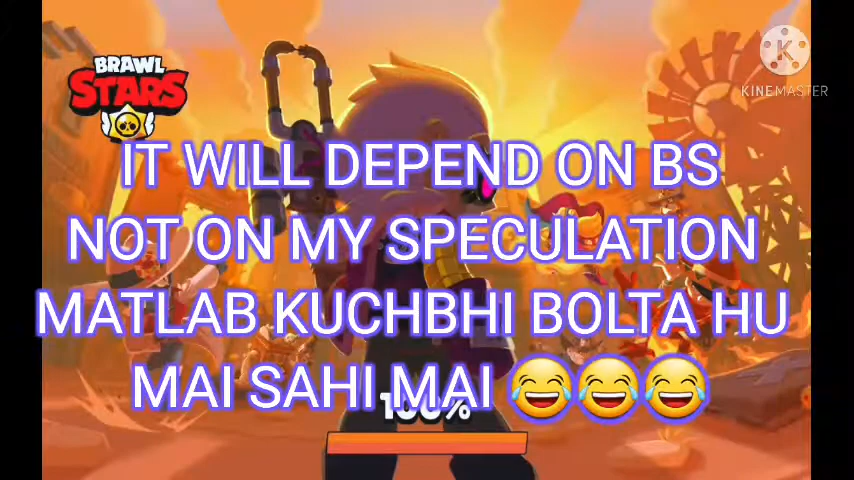 BRAWL
STARS
K
KINEMASTER
IT WILL DEPEND ON BS
NOT ON MY SPECULATION
MATLAB KUCHBHI BOLTA HU
MAI SAHI MAI 😂😂😂
100%